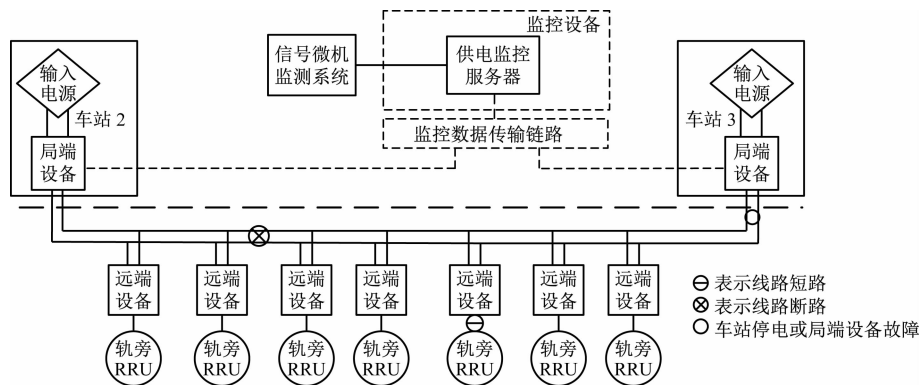 监控设备
信号微机
监测系统
供电监控
服务器
输入
电源
车站 2
局端
设备
监控数据传输链路
输入
电源
车站 3
局端
设备
远端
设备
远端
设备
远端
设备
远端
设备
远端
设备
远端
设备
远端
设备
轨旁
RRU
轨旁
RRU
轨旁
RRU
轨旁
RRU
轨旁
RRU
轨旁
RRU
轨旁
RRU
表示线路短路
表示线路断路
车站停电或局端设备故障